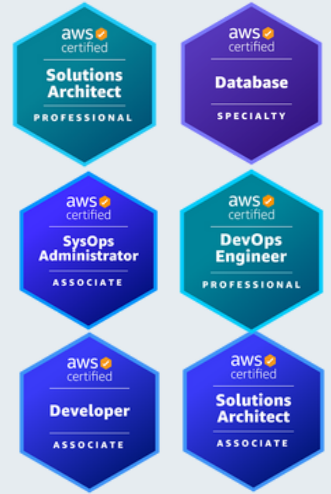 aws
certified
Solutions
Architect
PROFESSIONAL
aws
certified
Database
SPECIALTY
aws
certified
SysOps
Administrator
ASSOCIATE
aws
certified
DevOps
Engineer
PROFESSIONAL
aws
certified
Developer
ASSOCIATE
aws
certified
Solutions
Architect
ASSOCIATE